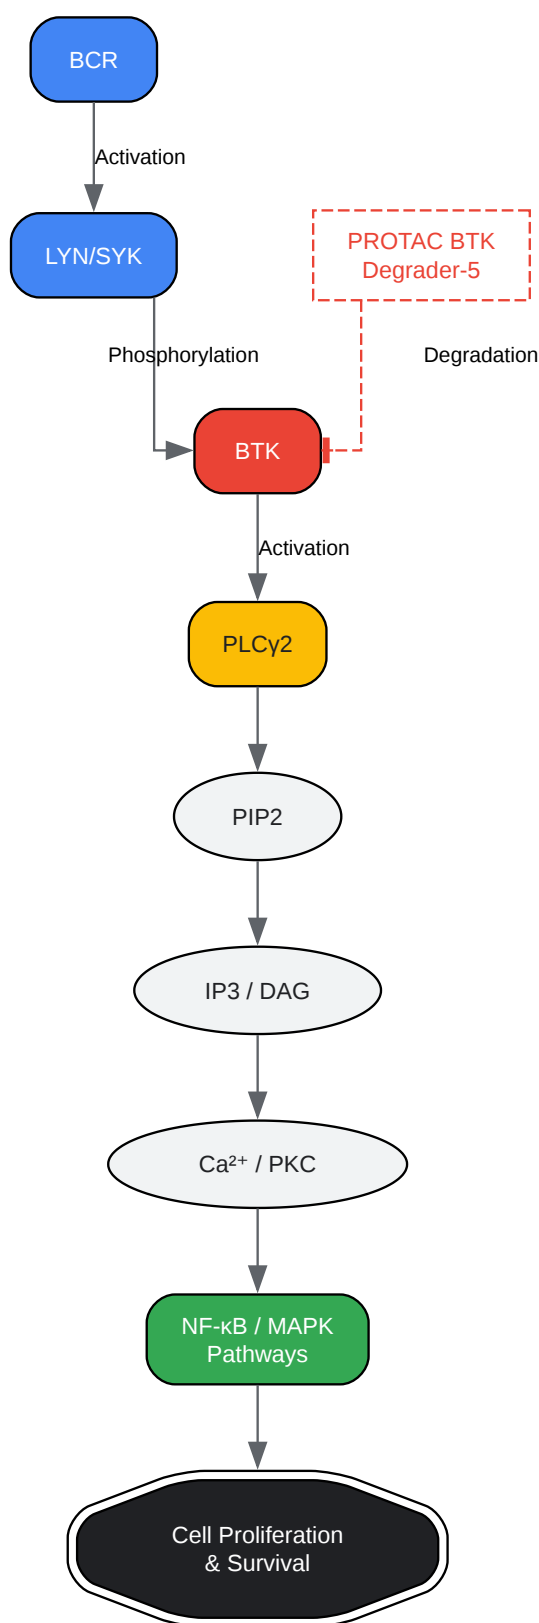 BCR
Activation
LYN/SYK
PROTAC BTK
Degrader-5
Phosphorylation
Degradation
BTK
Activation
PLCγ2
PIP2
IP3 / DAG
Ca²⁺ / PKC
NF-κB / MAPK
Pathways
Cell Proliferation
& Survival